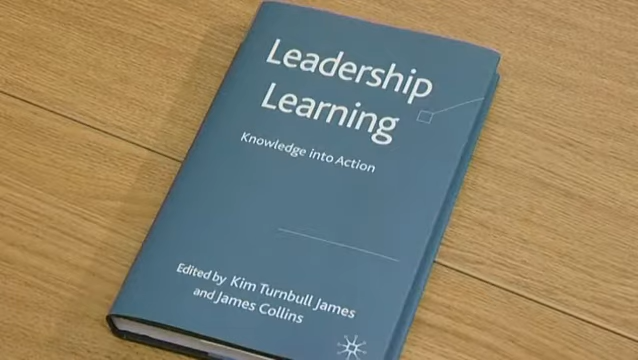 Leadership
Learning
Knowledge into Action
Edited by Kim Turnbull James
and James Collins